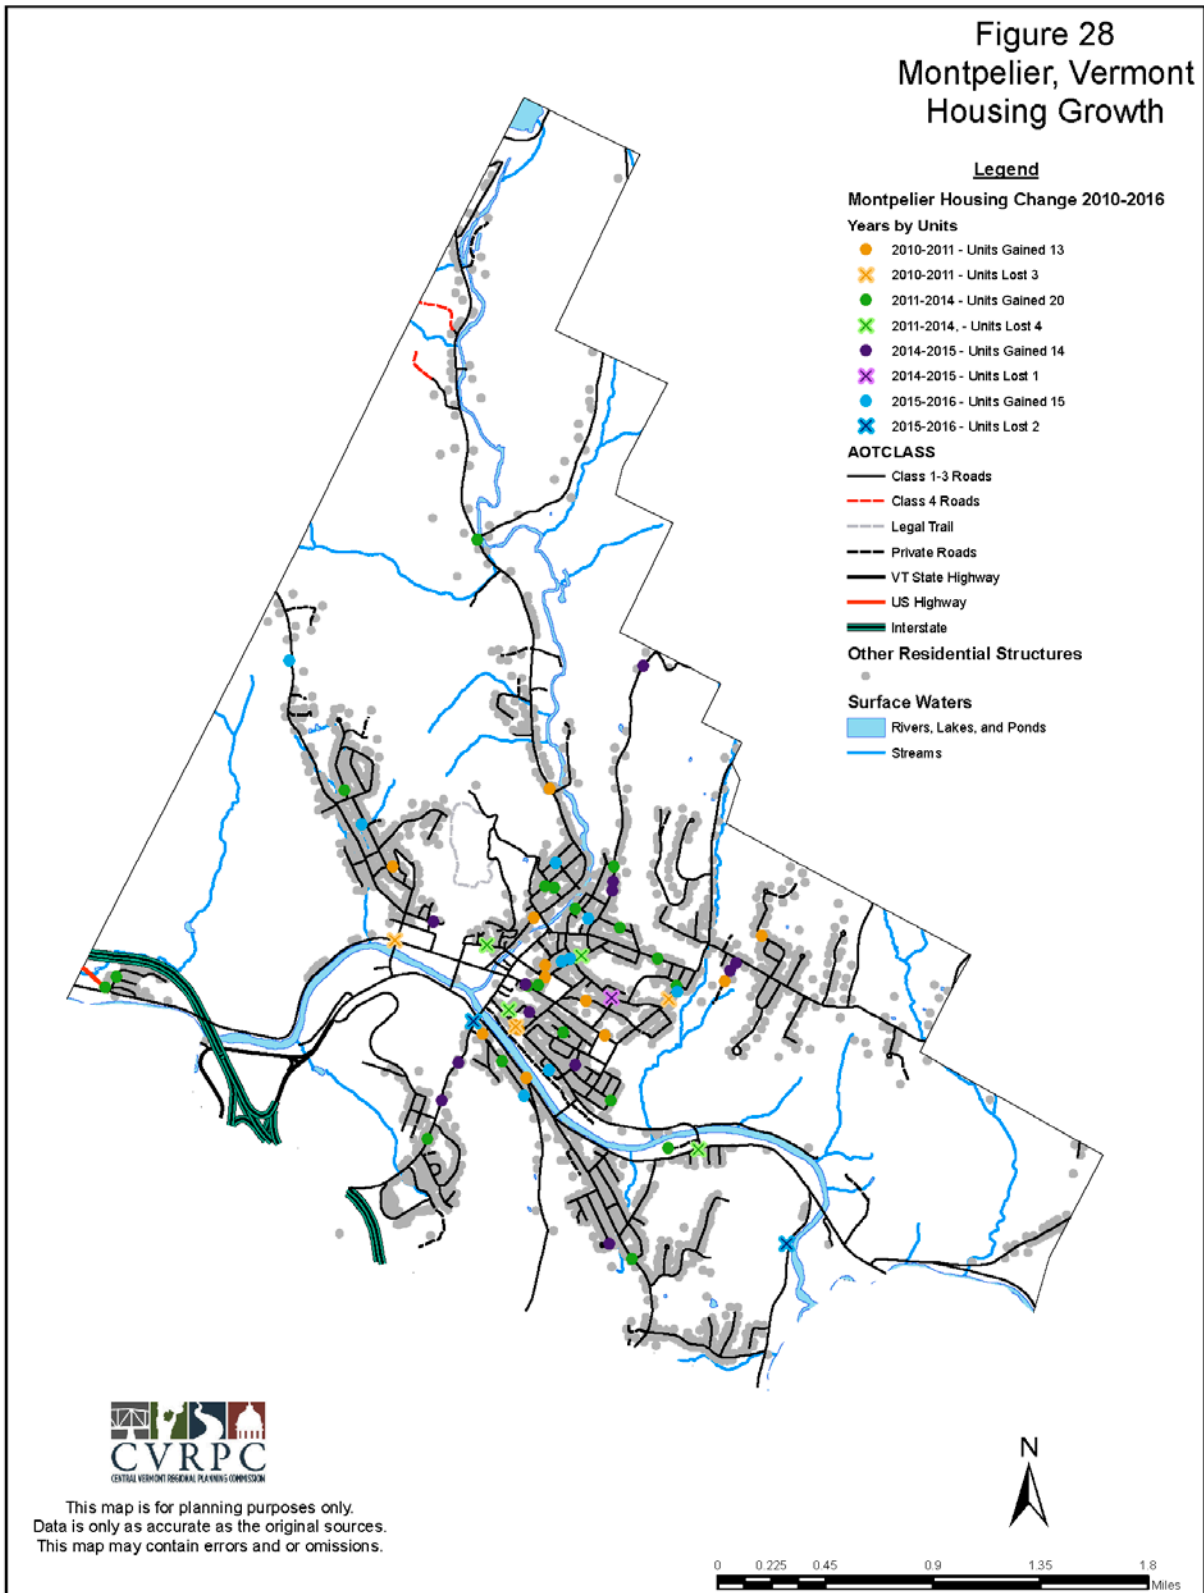 Figure 28
Montpelier, Vermont
Housing Growth
Legend
Montpelier Housing Change 2010-2016
Years by Units
2010-2011 - Units Gained 13
2010-2011 - Units Lost 3
2011-2014 - Units Gained 20
2011-2014. - Units Lost 4
2014-2015 - Units Gained 14
2014-2015 - Units Lost 1
2015-2016 - Units Gained 15
2015-2016 - Units Lost 2
AOTCLASS
Class 1-3 Roads
Class 4 Roads
Legal Trail
Private Roads
VT State Highway
US Highway
Interstate
Other Residential Structures
Surface Waters
Rivers, Lakes, and Ponds
Streams
CVRPC
CENTRAL VERMONT REGIONAL PLANNING COMMISSION
This map is for planning purposes only.
Data is only as accurate as the original sources.
This map may contain errors and or omissions.
N
0 0.225 0.45 0.9 1.35 1.8
Miles